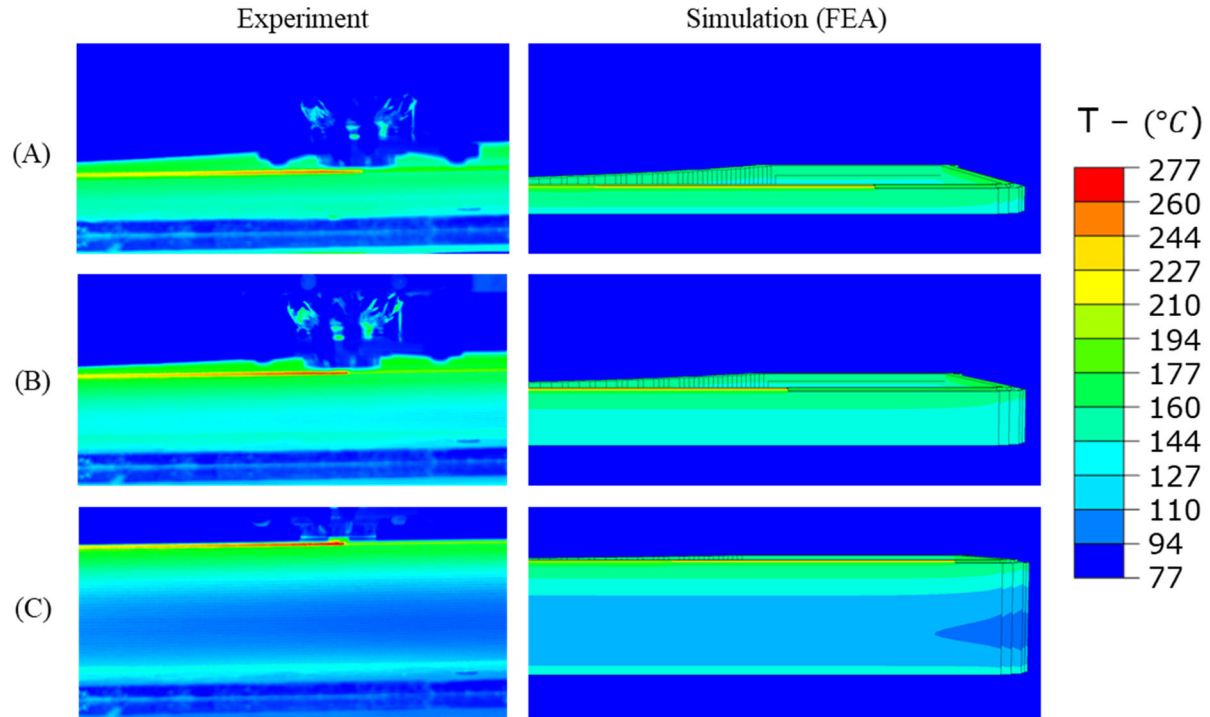 Experiment
Simulation (FEA)
(A)
(B)
(C)
T – (°C)
277
260
244
227
210
194
177
160
144
127
110
94
77